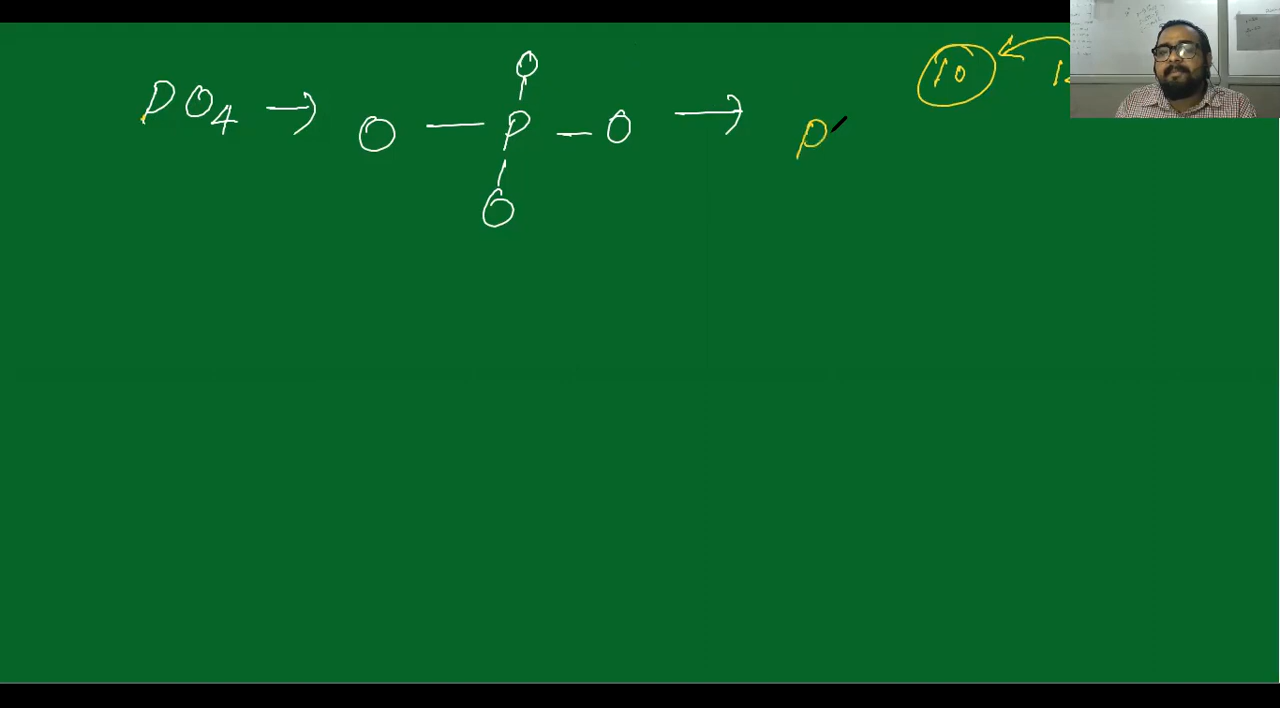 O
PO4 → O — P — O → P
O
10